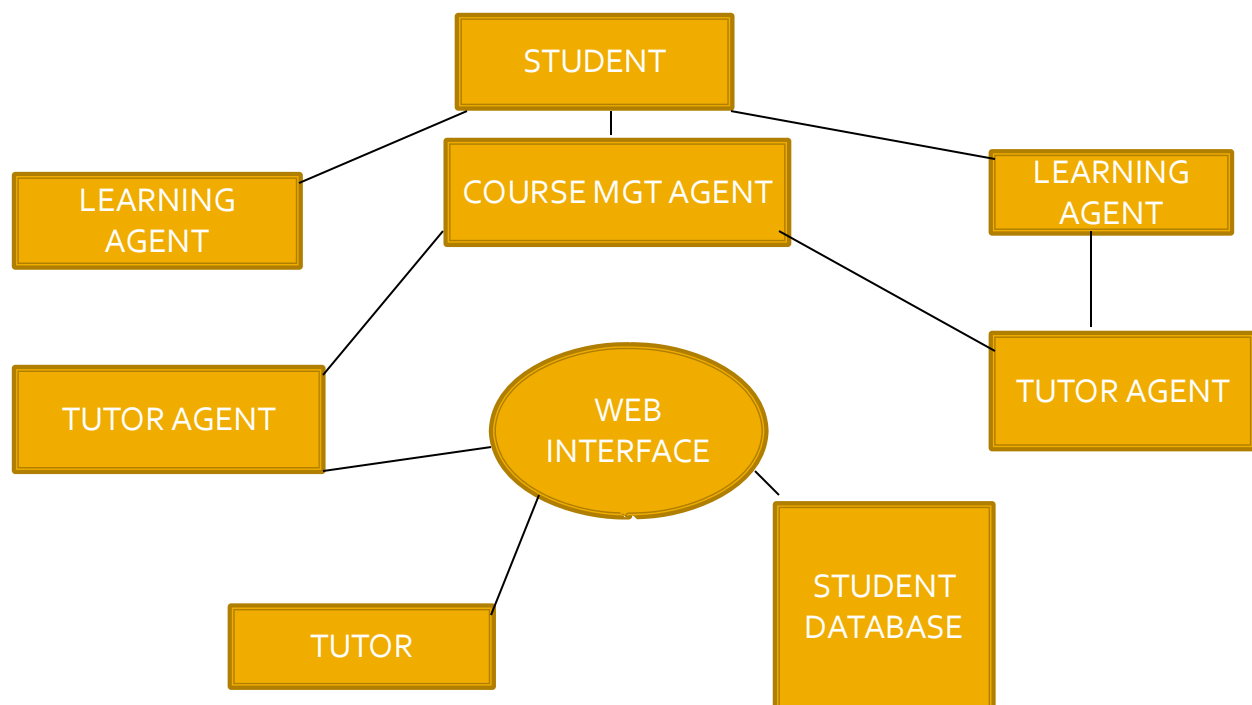 STUDENT
LEARNING
AGENT
COURSE MGT AGENT
LEARNING
AGENT
TUTOR AGENT
WEB
INTERFACE
TUTOR AGENT
STUDENT
DATABASE
TUTOR